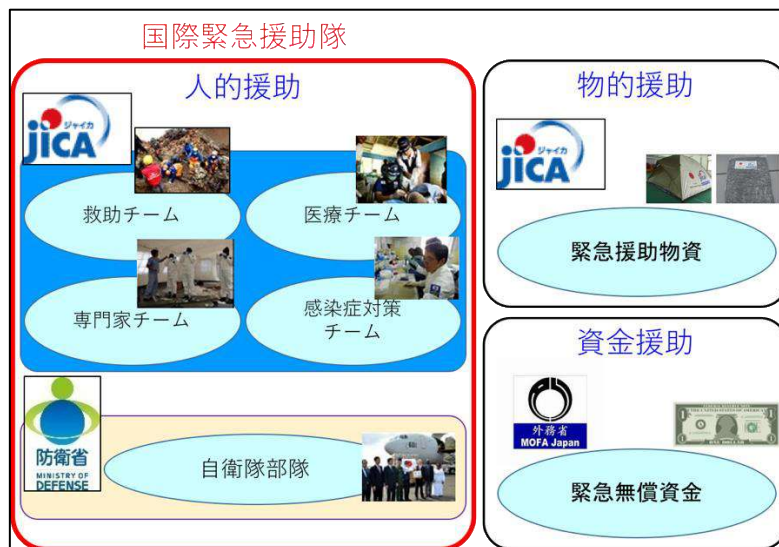 国際緊急援助隊
人的援助
ジャイカ
JICA
救助チーム
医療チーム
専門家チーム
感染症対策
チーム
防衛省
MINISTRY OF
DEFENSE
自衛隊部隊
物的援助
ジャイカ
JICA
緊急援助物資
資金援助
外務省
MOFA Japan
1
1
緊急無償資金